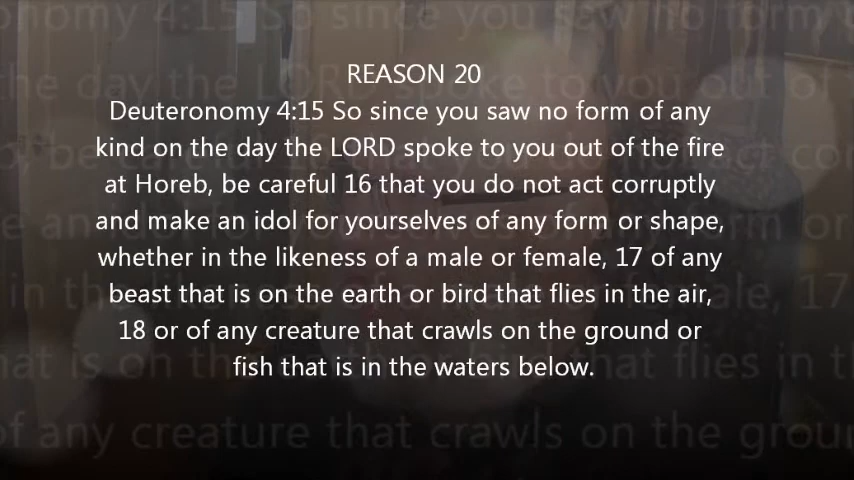 REASON 20
Deuteronomy 4:15 So since you saw no form of any
kind on the day the LORD spoke to you out of the fire
at Horeb, be careful 16 that you do not act corruptly
and make an idol for yourselves of any form or shape,
whether in the likeness of a male or female, 17 of any
beast that is on the earth or bird that flies in the air,
18 or of any creature that crawls on the ground or
fish that is in the waters below.